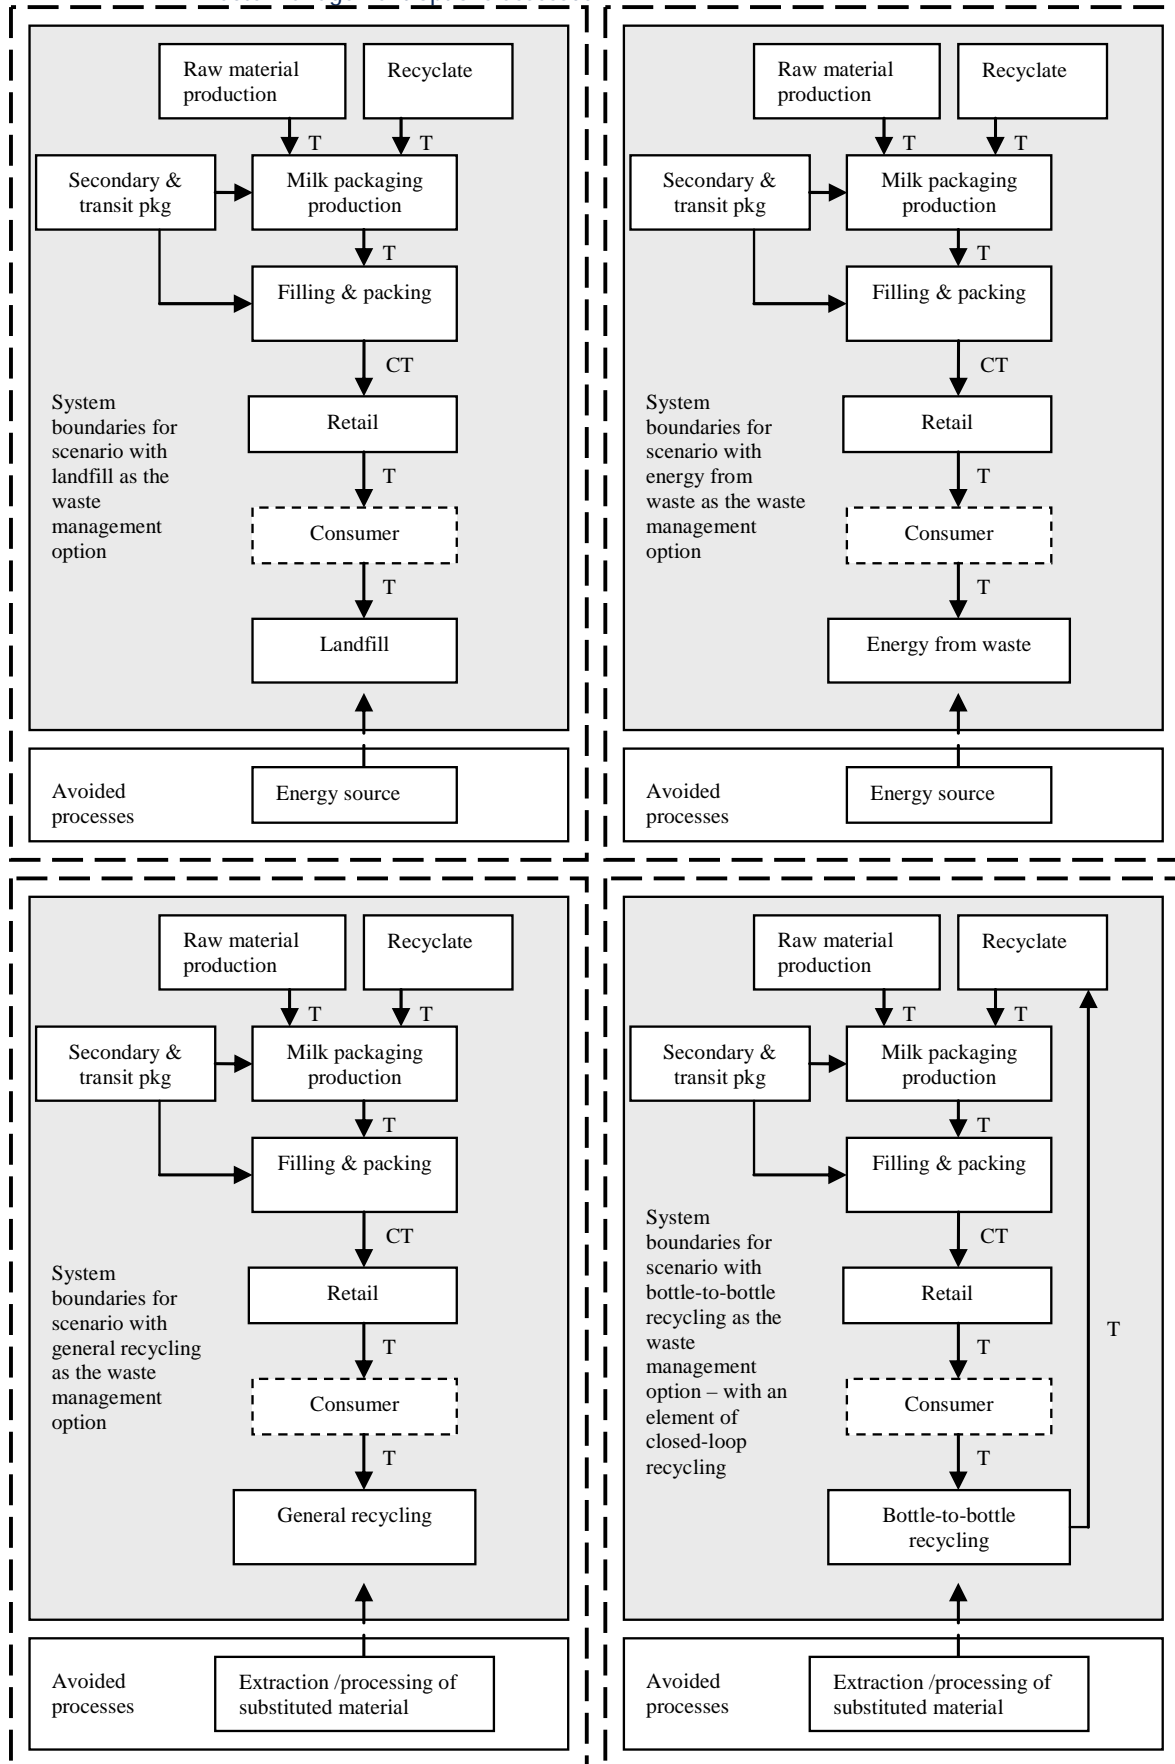 Raw material
production
Recyclate
T
T
Secondary &
transit pkg
Milk packaging
production
T
Filling & packing
CT
System
boundaries for
scenario with
landfill as the
waste
management
option
Retail
T
Consumer
T
Landfill
Avoided
processes
Energy source
Raw material
production
Recyclate
T
T
Secondary &
transit pkg
Milk packaging
production
T
Filling & packing
CT
System
boundaries for
scenario with
energy from
waste as the waste
management
option
Retail
T
Consumer
T
Energy from waste
Avoided
processes
Energy source
Raw material
production
Recyclate
T
T
Secondary &
transit pkg
Milk packaging
production
T
Filling & packing
CT
System
boundaries for
scenario with
general recycling
as the waste
management
option
Retail
T
Consumer
T
General recycling
Avoided
processes
Extraction /processing of
substituted material
Raw material
production
Recyclate
T
T
Secondary &
transit pkg
Milk packaging
production
T
Filling & packing
CT
System
boundaries for
scenario with
bottle-to-bottle
recycling as the
waste
management
option – with an
element of
closed-loop
recycling
Retail
T
T
Consumer
T
Bottle-to-bottle
recycling
Avoided
processes
Extraction /processing of
substituted material